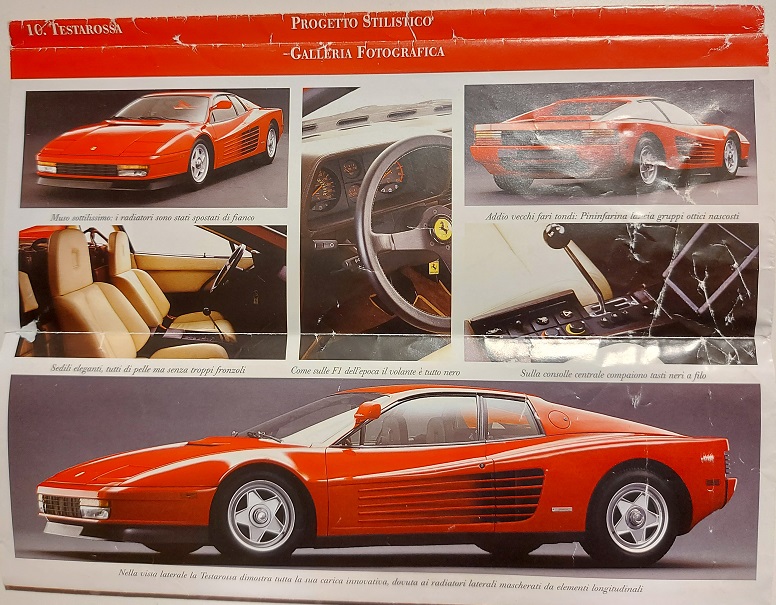 10. TESTAROSSA
PROGETTO STILISTICO
–GALLERIA FOTOGRAFICA
Muso sottilissimo: i radiatori sono stati spostati di fianco
Addio vecchi fari tondi: Pininfarina lancia gruppi ottici nascosti
Sedili eleganti, tutti di pelle ma senza troppi fronzoli
Come sulle F1 dell'epoca il volante è tutto nero
Sulla consolle centrale compaiono tasti neri a filo
Nella vista laterale la Testarossa dimostra tutta la sua carica innovativa, dovuta ai radiatori laterali mascherati da elementi longitudinali